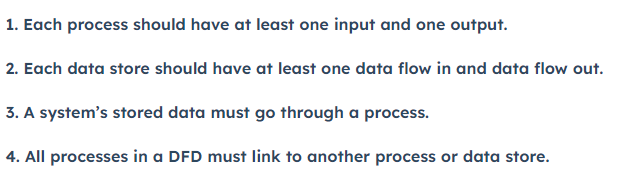 1. Each process should have at least one input and one output.
2. Each data store should have at least one data flow in and data flow out.
3. A system’s stored data must go through a process.
4. All processes in a DFD must link to another process or data store.